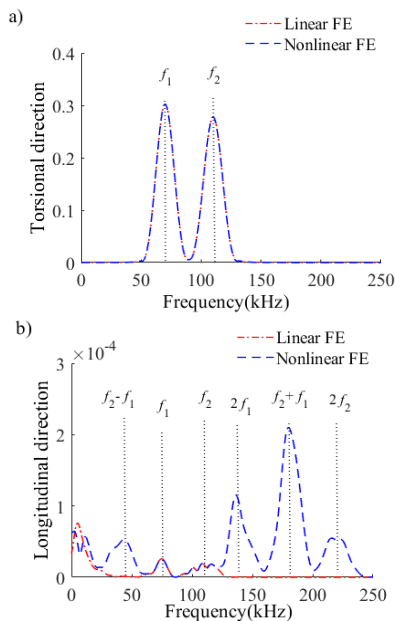 a)
Linear FE
Nonlinear FE
f₁ f₂
0.4
0.3
0.2
0.1
0
Torsional direction
0 50 100 150 200 250
Frequency(kHz)
b)
×10⁻⁴
Linear FE
Nonlinear FE
3
f₂-f₁ f₁ f₂ 2f₁ f₂+f₁ 2f₂
2
1
0
Longitudinal direction
0 50 100 150 200 250
Frequency(kHz)